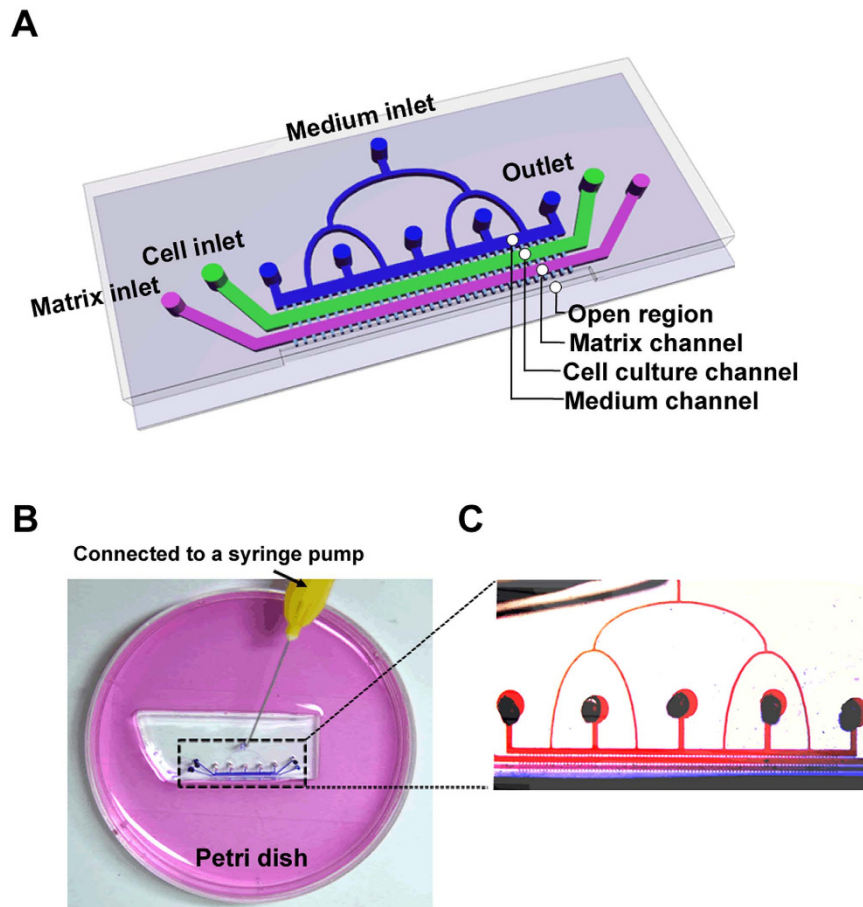 A
Medium inlet
Outlet
Cell inlet
Matrix inlet
Open region
Matrix channel
Cell culture channel
Medium channel
B
C
Connected to a syringe pump
Petri dish